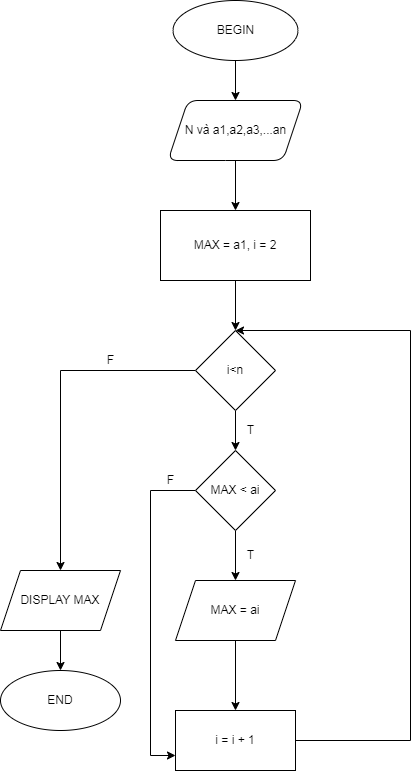 BEGIN
N và a1,a2,a3,...an
MAX = a1, i = 2
i<n
F
T
MAX < ai
F
T
MAX = ai
DISPLAY MAX
END
i = i + 1